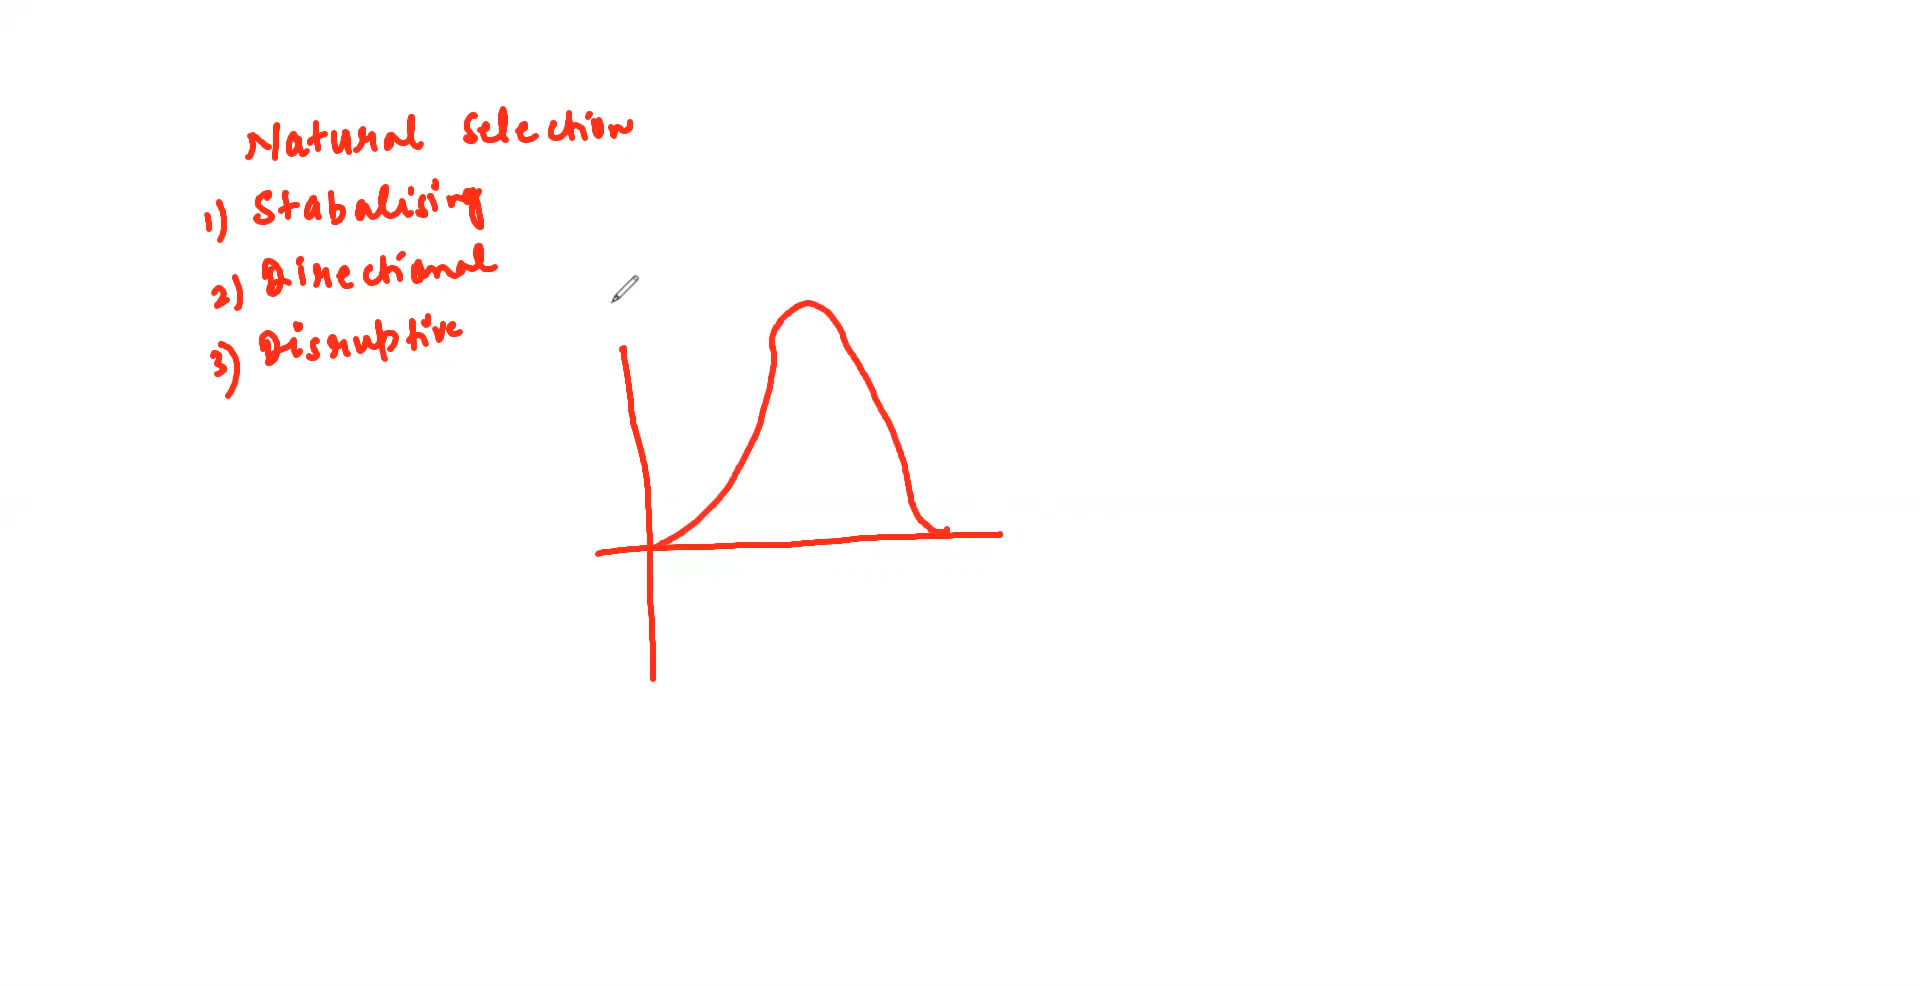 Natural Selection
1) Stabalising
2) Directional
3) Disruptive